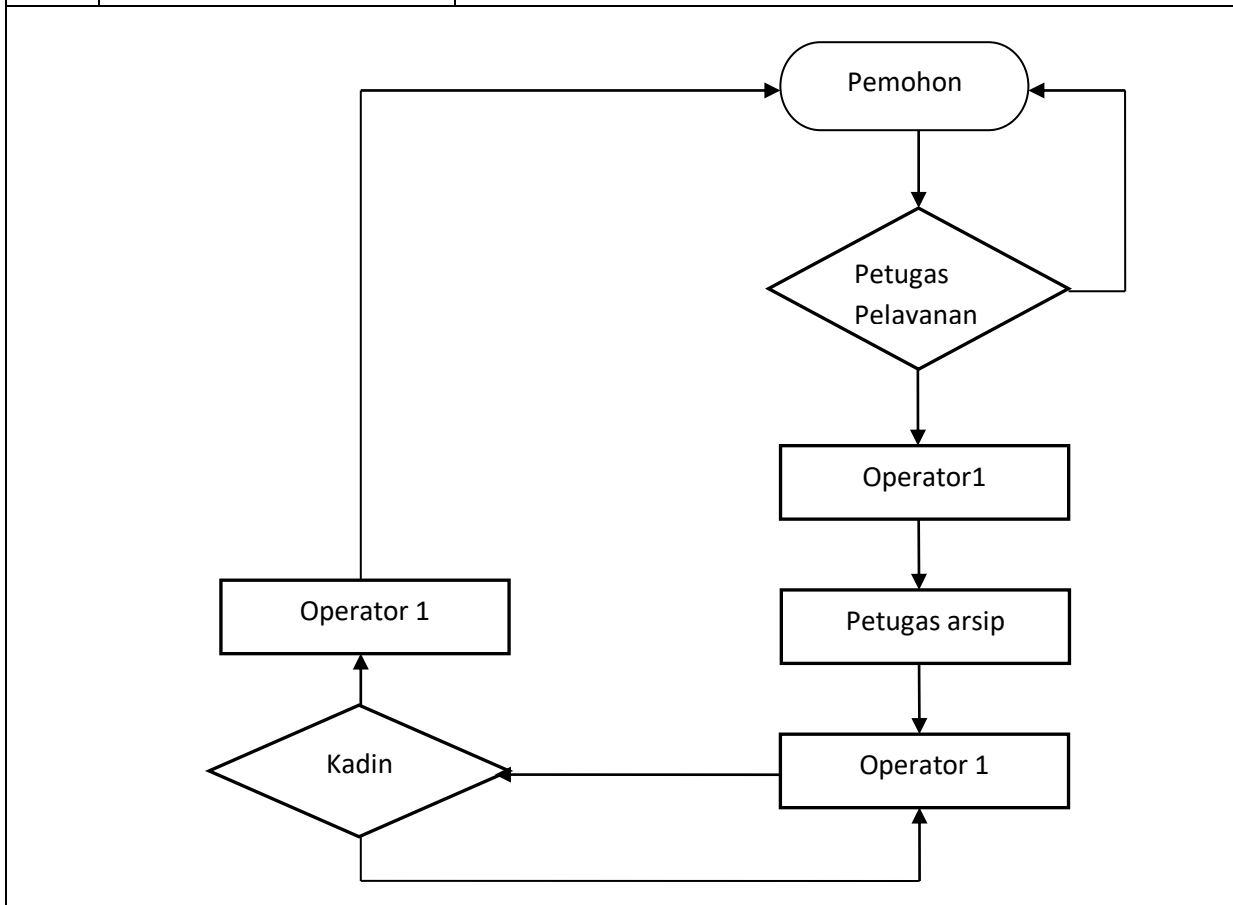 Pemohon
Petugas
Pelayanan
Operator1
Operator 1
Petugas arsip
Kadin
Operator 1